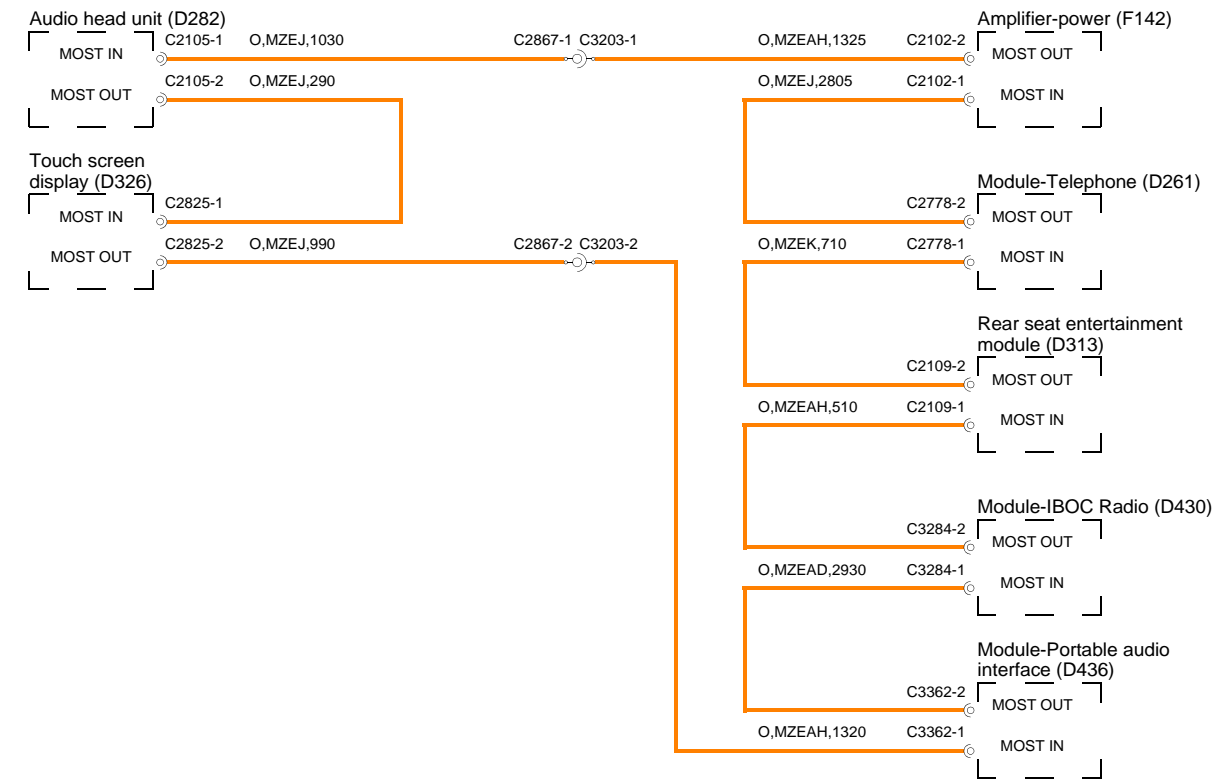 Audio head unit (D282)
MOST IN
C2105-1 O,MZEJ,1030 C2867-1 C3203-1 O,MZEAH,1325 C2102-2
Amplifier-power (F142)
MOST OUT
MOST OUT
C2105-2 O,MZEJ,290
O,MZEJ,2805 C2102-1
MOST IN
Touch screen
display (D326)
MOST IN
C2825-1
Module-Telephone (D261)
C2778-2
MOST OUT
MOST OUT
C2825-2 O,MZEJ,990 C2867-2 C3203-2 O,MZEK,710 C2778-1
MOST IN
Rear seat entertainment
module (D313)
C2109-2
MOST OUT
O,MZEAH,510 C2109-1
MOST IN
Module-IBOC Radio (D430)
C3284-2
MOST OUT
O,MZEAD,2930 C3284-1
MOST IN
Module-Portable audio
interface (D436)
C3362-2
MOST OUT
O,MZEAH,1320 C3362-1
MOST IN